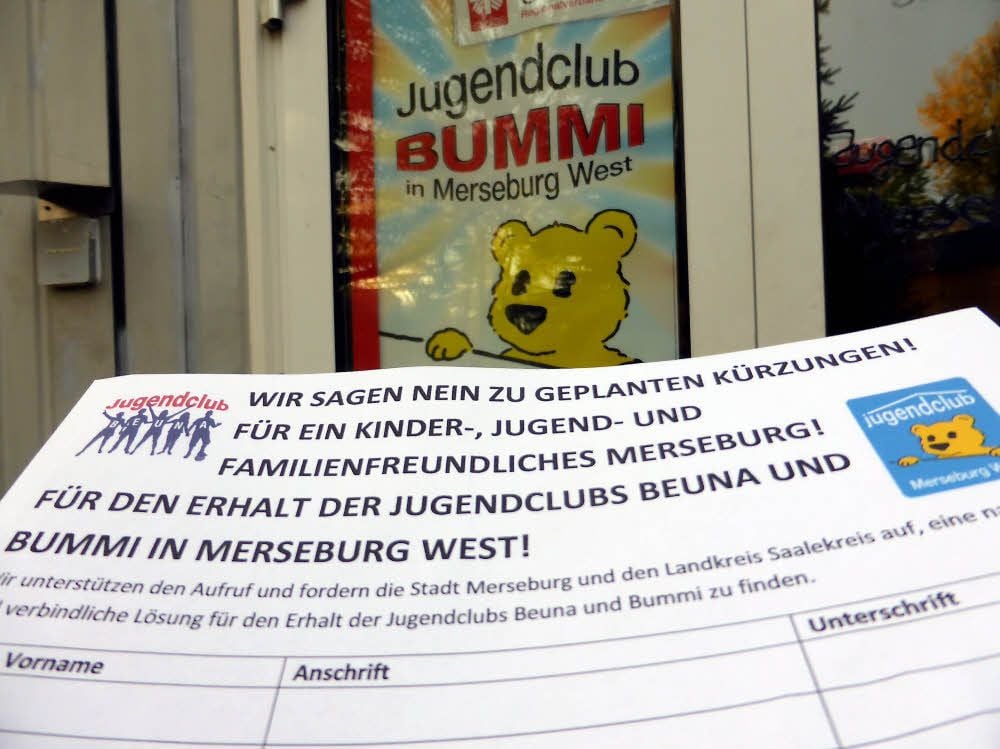 Regionalverband
Jugendclub
BUMMI
in Merseburg West
Jugendclub
BEUNA
WIR SAGEN NEIN ZU GEPLANTEN KÜRZUNGEN!
FÜR EIN KINDER-, JUGEND- UND
FAMILIENFREUNDLICHES MERSEBURG!
FÜR DEN ERHALT DER JUGENDCLUBS BEUNA UND
BUMMI IN MERSEBURG WEST!
jugendclub
Merseburg W
Wir unterstützen den Aufruf und fordern die Stadt Merseburg und den Landkreis Saalekreis auf, eine na
verbindliche Lösung für den Erhalt der Jugendclubs Beuna und Bummi zu finden.
Vorname
Anschrift
Unterschrift